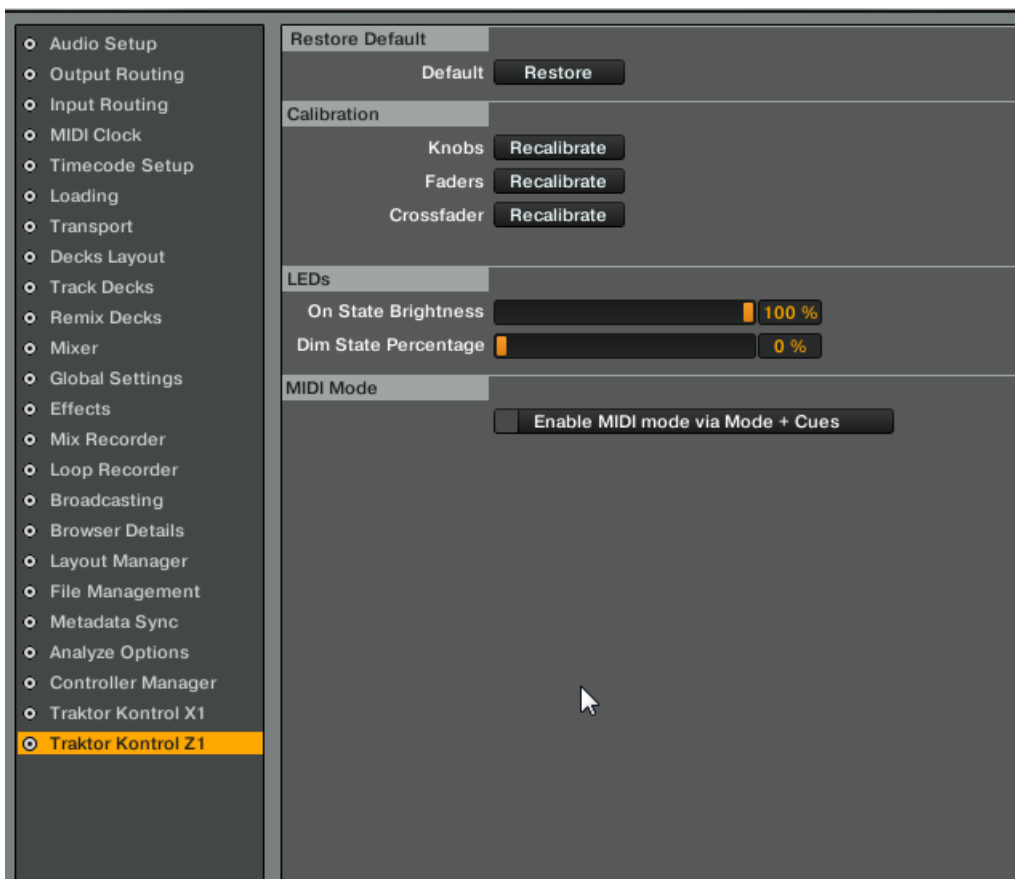 Audio Setup
Output Routing
Input Routing
MIDI Clock
Timecode Setup
Loading
Transport
Decks Layout
Track Decks
Remix Decks
Mixer
Global Settings
Effects
Mix Recorder
Loop Recorder
Broadcasting
Browser Details
Layout Manager
File Management
Metadata Sync
Analyze Options
Controller Manager
Traktor Kontrol X1
Traktor Kontrol Z1
Restore Default
Default Restore
Calibration
Knobs Recalibrate
Faders Recalibrate
Crossfader Recalibrate
LEDs
On State Brightness 100 %
Dim State Percentage 0 %
MIDI Mode
Enable MIDI mode via Mode + Cues